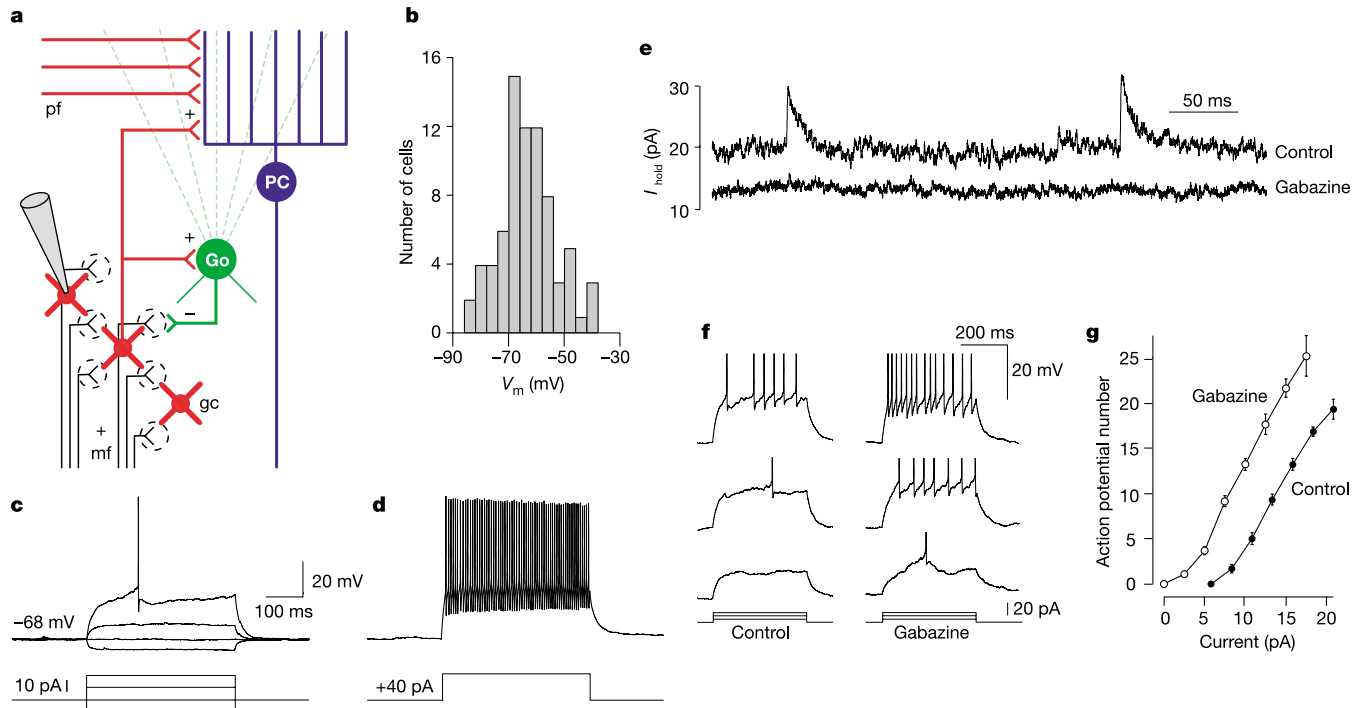 a
pf
+
PC
+
Go
−
gc
+
mf
b
Number of cells
16
12
8
4
0
−90
−70
−50
−30
Vm (mV)
c
−68 mV
20 mV
100 ms
10 pA
d
+40 pA
e
Ihold (pA)
30
20
10
50 ms
Control
Gabazine
f
200 ms
20 mV
20 pA
Control
Gabazine
g
Action potential number
25
20
15
10
5
0
Gabazine
Control
0
5
10
15
20
Current (pA)